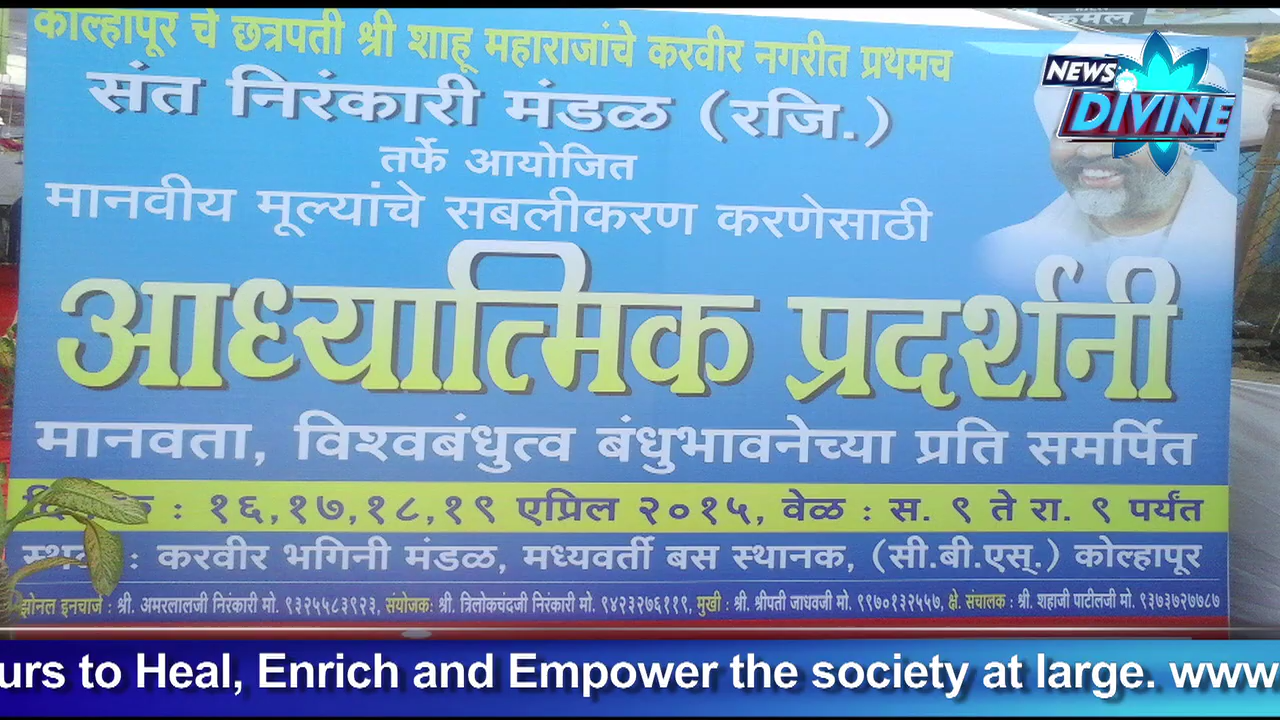 कमल
कोल्हापूर चे छत्रपती श्री शाहू महाराजांचे करवीर नगरीत प्रथमच
NEWS
DIVINE
संत निरंकारी मंडळ (रजि.)
तर्फे आयोजित
मानवीय मूल्यांचे सबलीकरण करणेसाठी
आध्यात्मिक प्रदर्शनी
मानवता, विश्वबंधुत्व बंधुभावनेच्या प्रति समर्पित
: १६,१७,१८,१९ एप्रिल २०१५, वेळ : स. ९ ते रा. ९ पर्यंत
: करवीर भगिनी मंडळ, मध्यवर्ती बस स्थानक, (सी.बी.एस्.) कोल्हापूर
झोनल इनचार्ज : श्री. अमरलालजी निरंकारी मो. ९३२५५८३९२३, संयोजक: श्री. त्रिलोकचंदजी निरंकारी मो. ९४२३२७६११९, मुखी : श्री. श्रीपती जाधवजी मो. ९९७०१३२५५७, क्षे. संचालक : श्री. शहाजी पाटीलजी मो. ९३७३७२७७८७
urs to Heal, Enrich and Empower the society at large. www